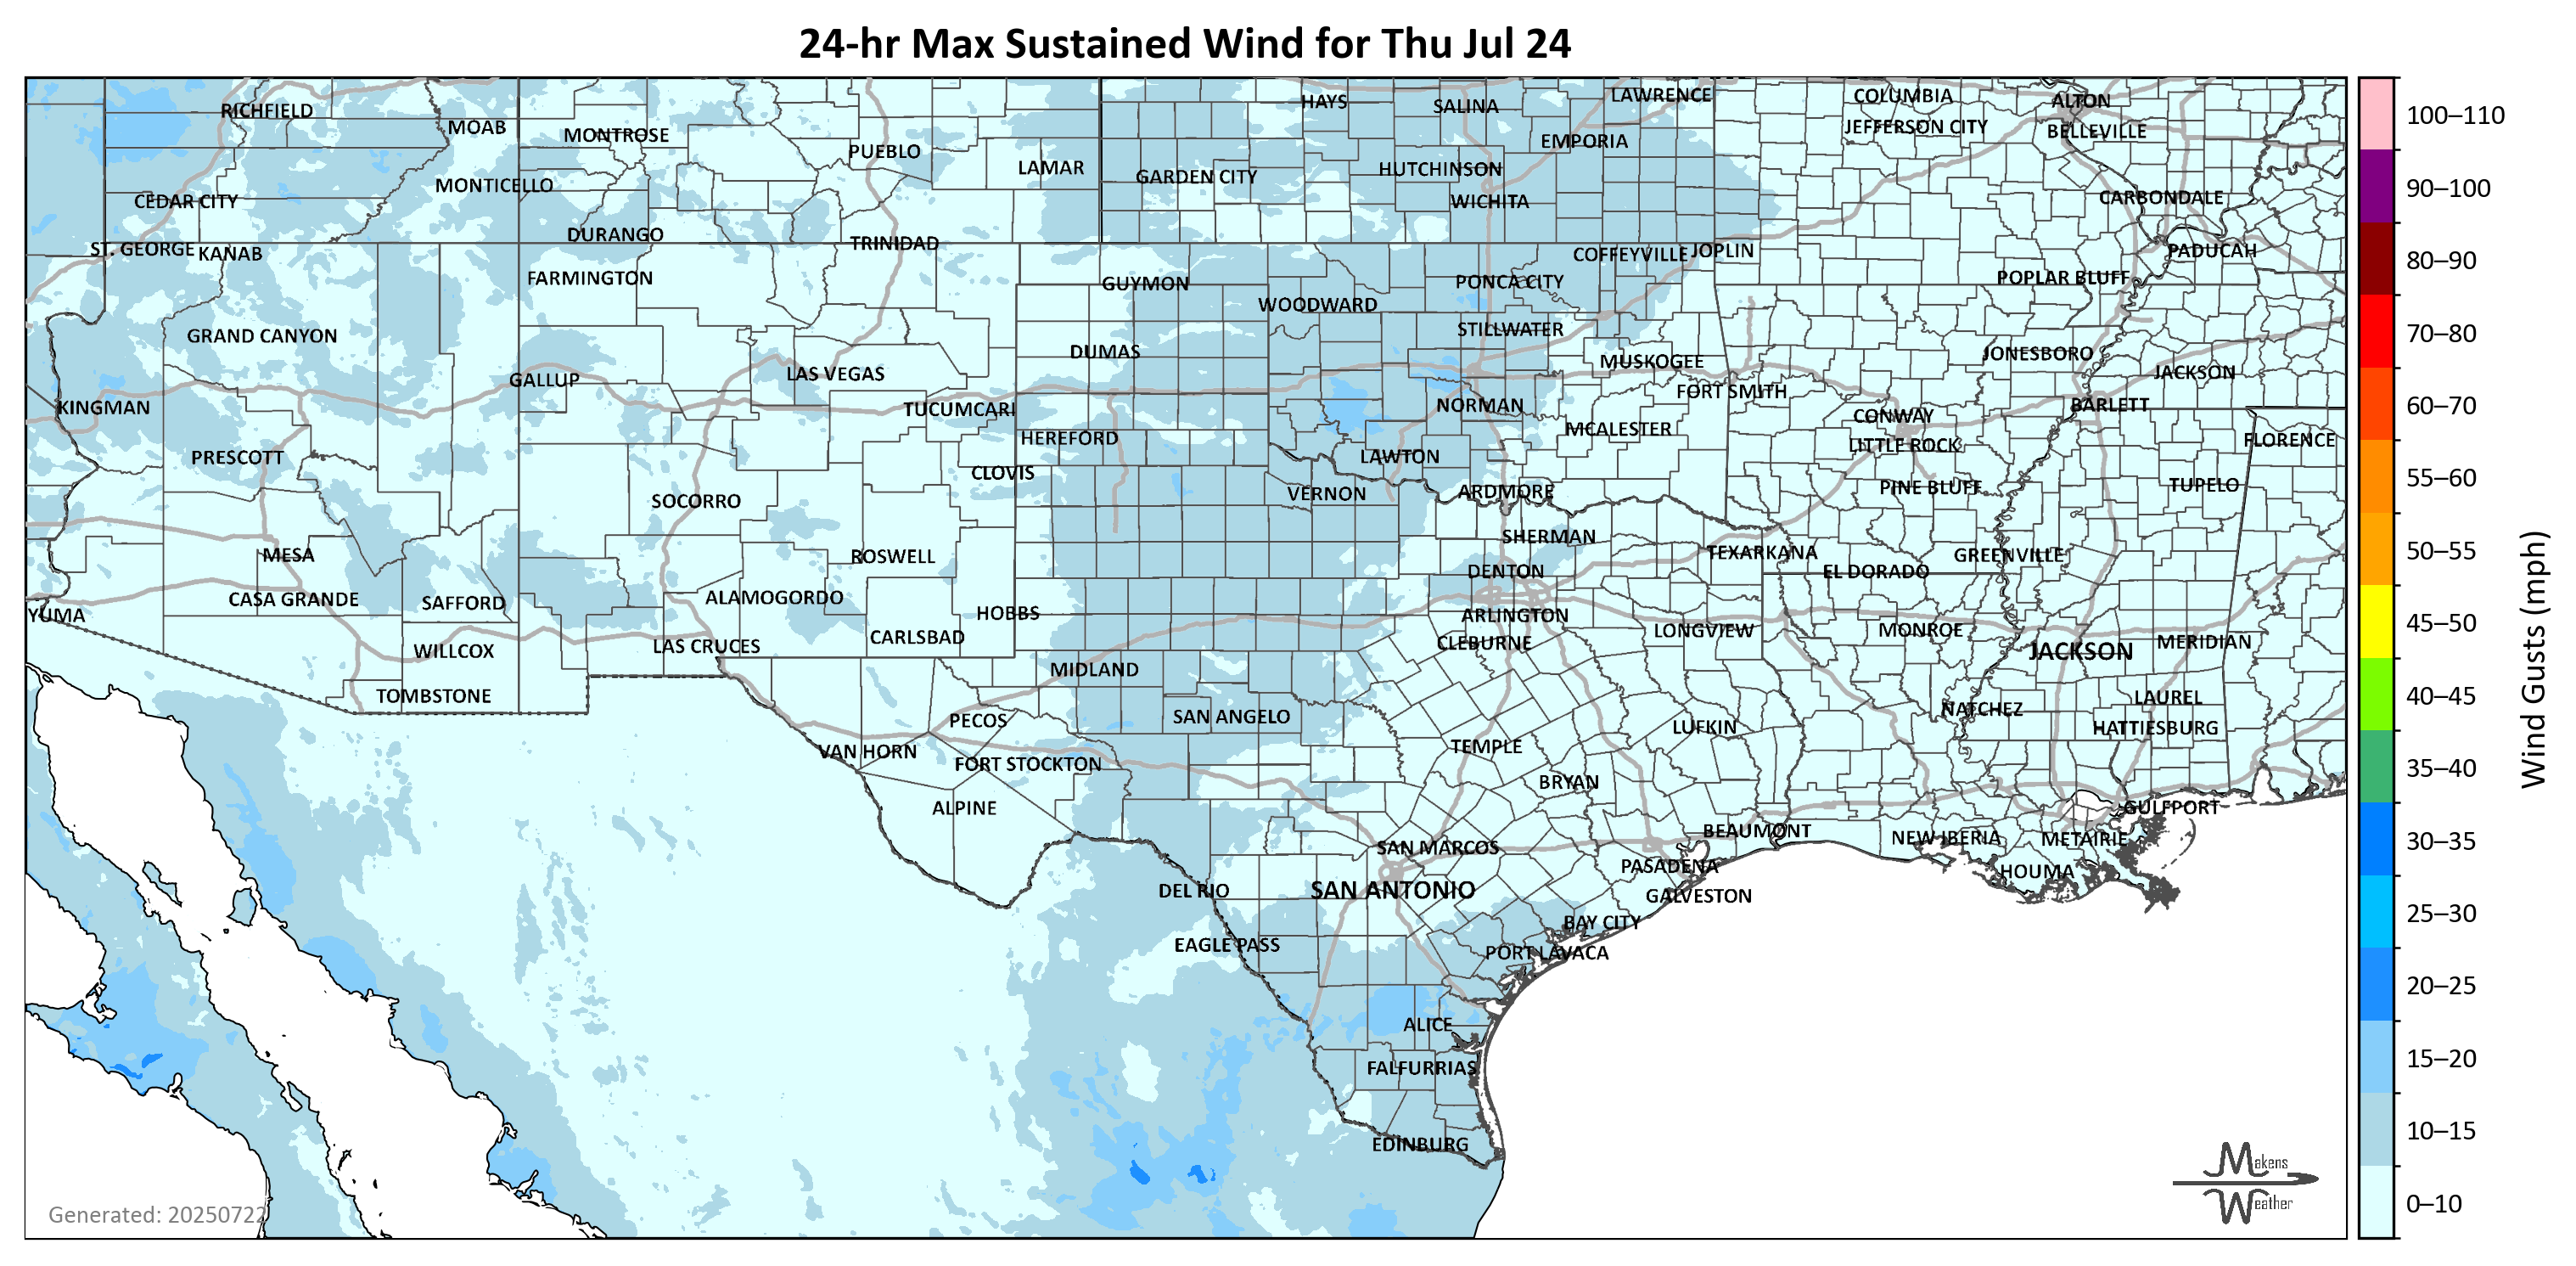 24-hr Max Sustained Wind for Thu Jul 24
RICHFIELD
MOAB
MONTROSE
PUEBLO
LAMAR
HAYS
SALINA
LAWRENCE
COLUMBIA
ALTON
JEFFERSON CITY
BELLEVILLE
EMPORIA
HUTCHINSON
GARDEN CITY
MONTICELLO
CEDAR CITY
WICHITA
CARBONDALE
DURANGO
TRINIDAD
ST. GEORGE
KANAB
COFFEYVILLE
JOPLIN
PADUCAH
FARMINGTON
GUYMON
PONCA CITY
POPLAR BLUFF
WOODWARD
GRAND CANYON
STILLWATER
DUMAS
MUSKOGEE
JONESBORO
GALLUP
LAS VEGAS
JACKSON
KINGMAN
TUCUMCARI
NORMAN
FORT SMITH
CONWAY
BARLETT
HEREFORD
MCALESTER
LITTLE ROCK
FLORENCE
PRESCOTT
CLOVIS
LAWTON
SOCORRO
VERNON
ARDMORE
PINE BLUFF
TUPELO
SHERMAN
MESA
ROSWELL
TEXARKANA
GREENVILLE
DENTON
EL DORADO
CASA GRANDE
SAFFORD
ALAMOGORDO
HOBBS
YUMA
ARLINGTON
LAS CRUCES
CARLSBAD
CLEBURNE
LONGVIEW
MONROE
JACKSON
MERIDIAN
WILLCOX
MIDLAND
TOMBSTONE
LAUREL
PECOS
SAN ANGELO
NATCHEZ
HATTIESBURG
LUFKIN
VAN HORN
FORT STOCKTON
TEMPLE
BRYAN
ALPINE
GULFPORT
BEAUMONT
NEW IBERIA
METAIRIE
SAN MARCOS
PASADENA
HOUMA
DEL RIO
SAN ANTONIO
GALVESTON
BAY CITY
EAGLE PASS
PORT LAVACA
ALICE
FALFURRIAS
EDINBURG
Generated: 20250722
Makens
Weather
100–110
90–100
80–90
70–80
60–70
55–60
50–55
45–50
40–45
35–40
30–35
25–30
20–25
15–20
10–15
0–10
Wind Gusts (mph)